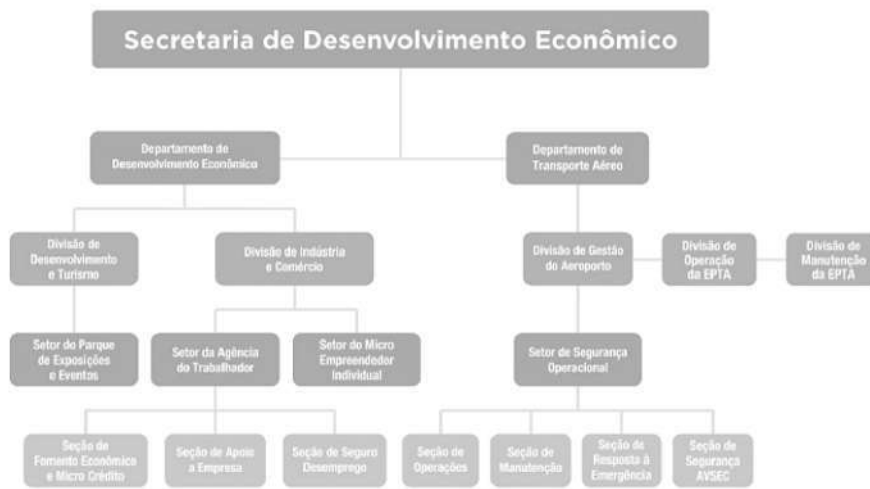 Secretaria de Desenvolvimento Econômico
Departamento de
Desenvolvimento Econômico
Departamento de
Transporte Aéreo
Divisão de
Desenvolvimento
e Turismo
Divisão de Indústria
e Comércio
Divisão de Gestão
do Aeroporto
Divisão de
Operação
da EPTA
Divisão de
Manutenção
da EPTA
Setor do Parque
de Exposições
e Eventos
Setor da Agência
do Trabalhador
Setor do Micro
Empreendedor
Individual
Setor de Segurança
Operacional
Seção de
Fomento Econômico
e Micro Crédito
Seção de Apoio
a Empresa
Seção de Seguro
Desemprego
Seção de
Operações
Seção de
Manutenção
Seção de
Resposta à
Emergência
Seção de
Segurança
AVSEC